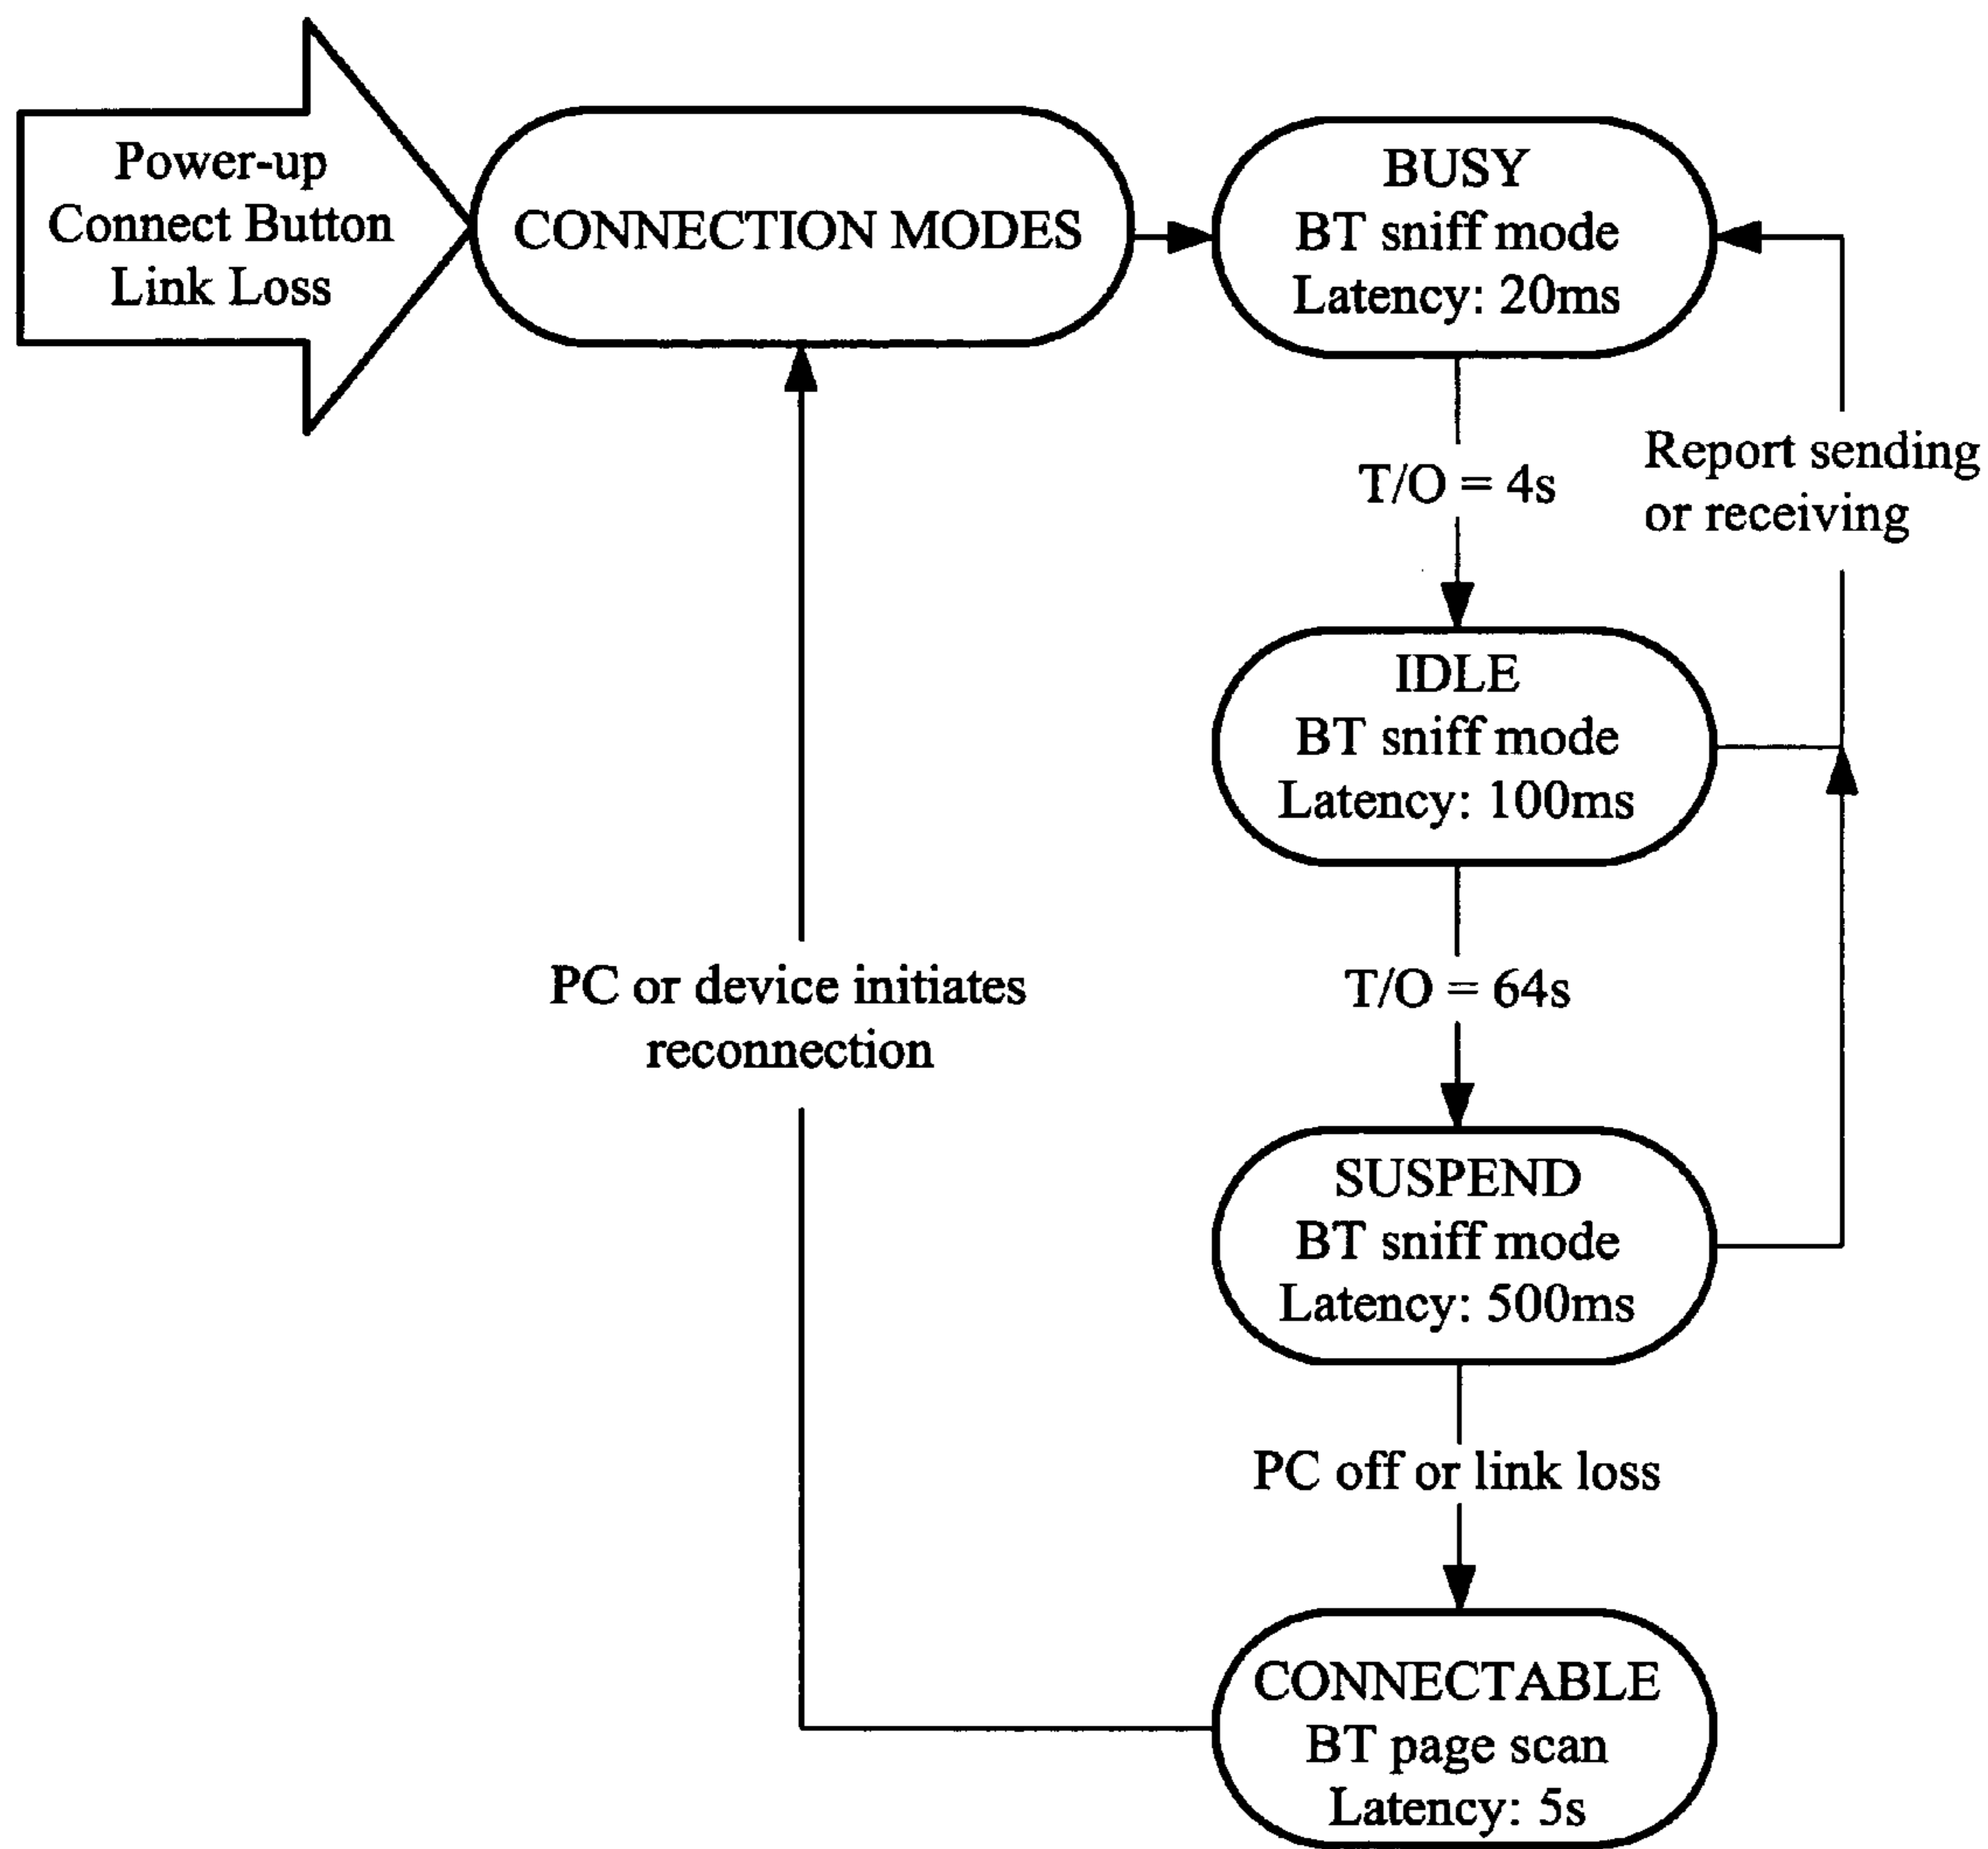 Power-up
Connect Button
Link Loss
CONNECTION MODES
BUSY
BT sniff mode
Latency: 20ms
T/O = 4s
Report sending
or receiving
IDLE
BT sniff mode
Latency: 100ms
PC or device initiates
reconnection
T/O = 64s
SUSPEND
BT sniff mode
Latency: 500ms
PC off or link loss
CONNECTABLE
BT page scan
Latency: 5s